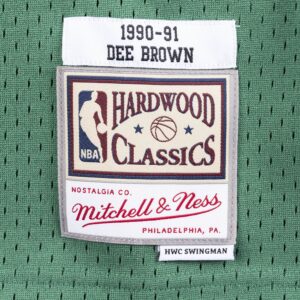 1990-91
DEE BROWN
HARDWOOD
CLASSICS
NBA
NOSTALGIA CO.
Mitchell & Ness
PHILADELPHIA, PA.
HWC SWINGMAN